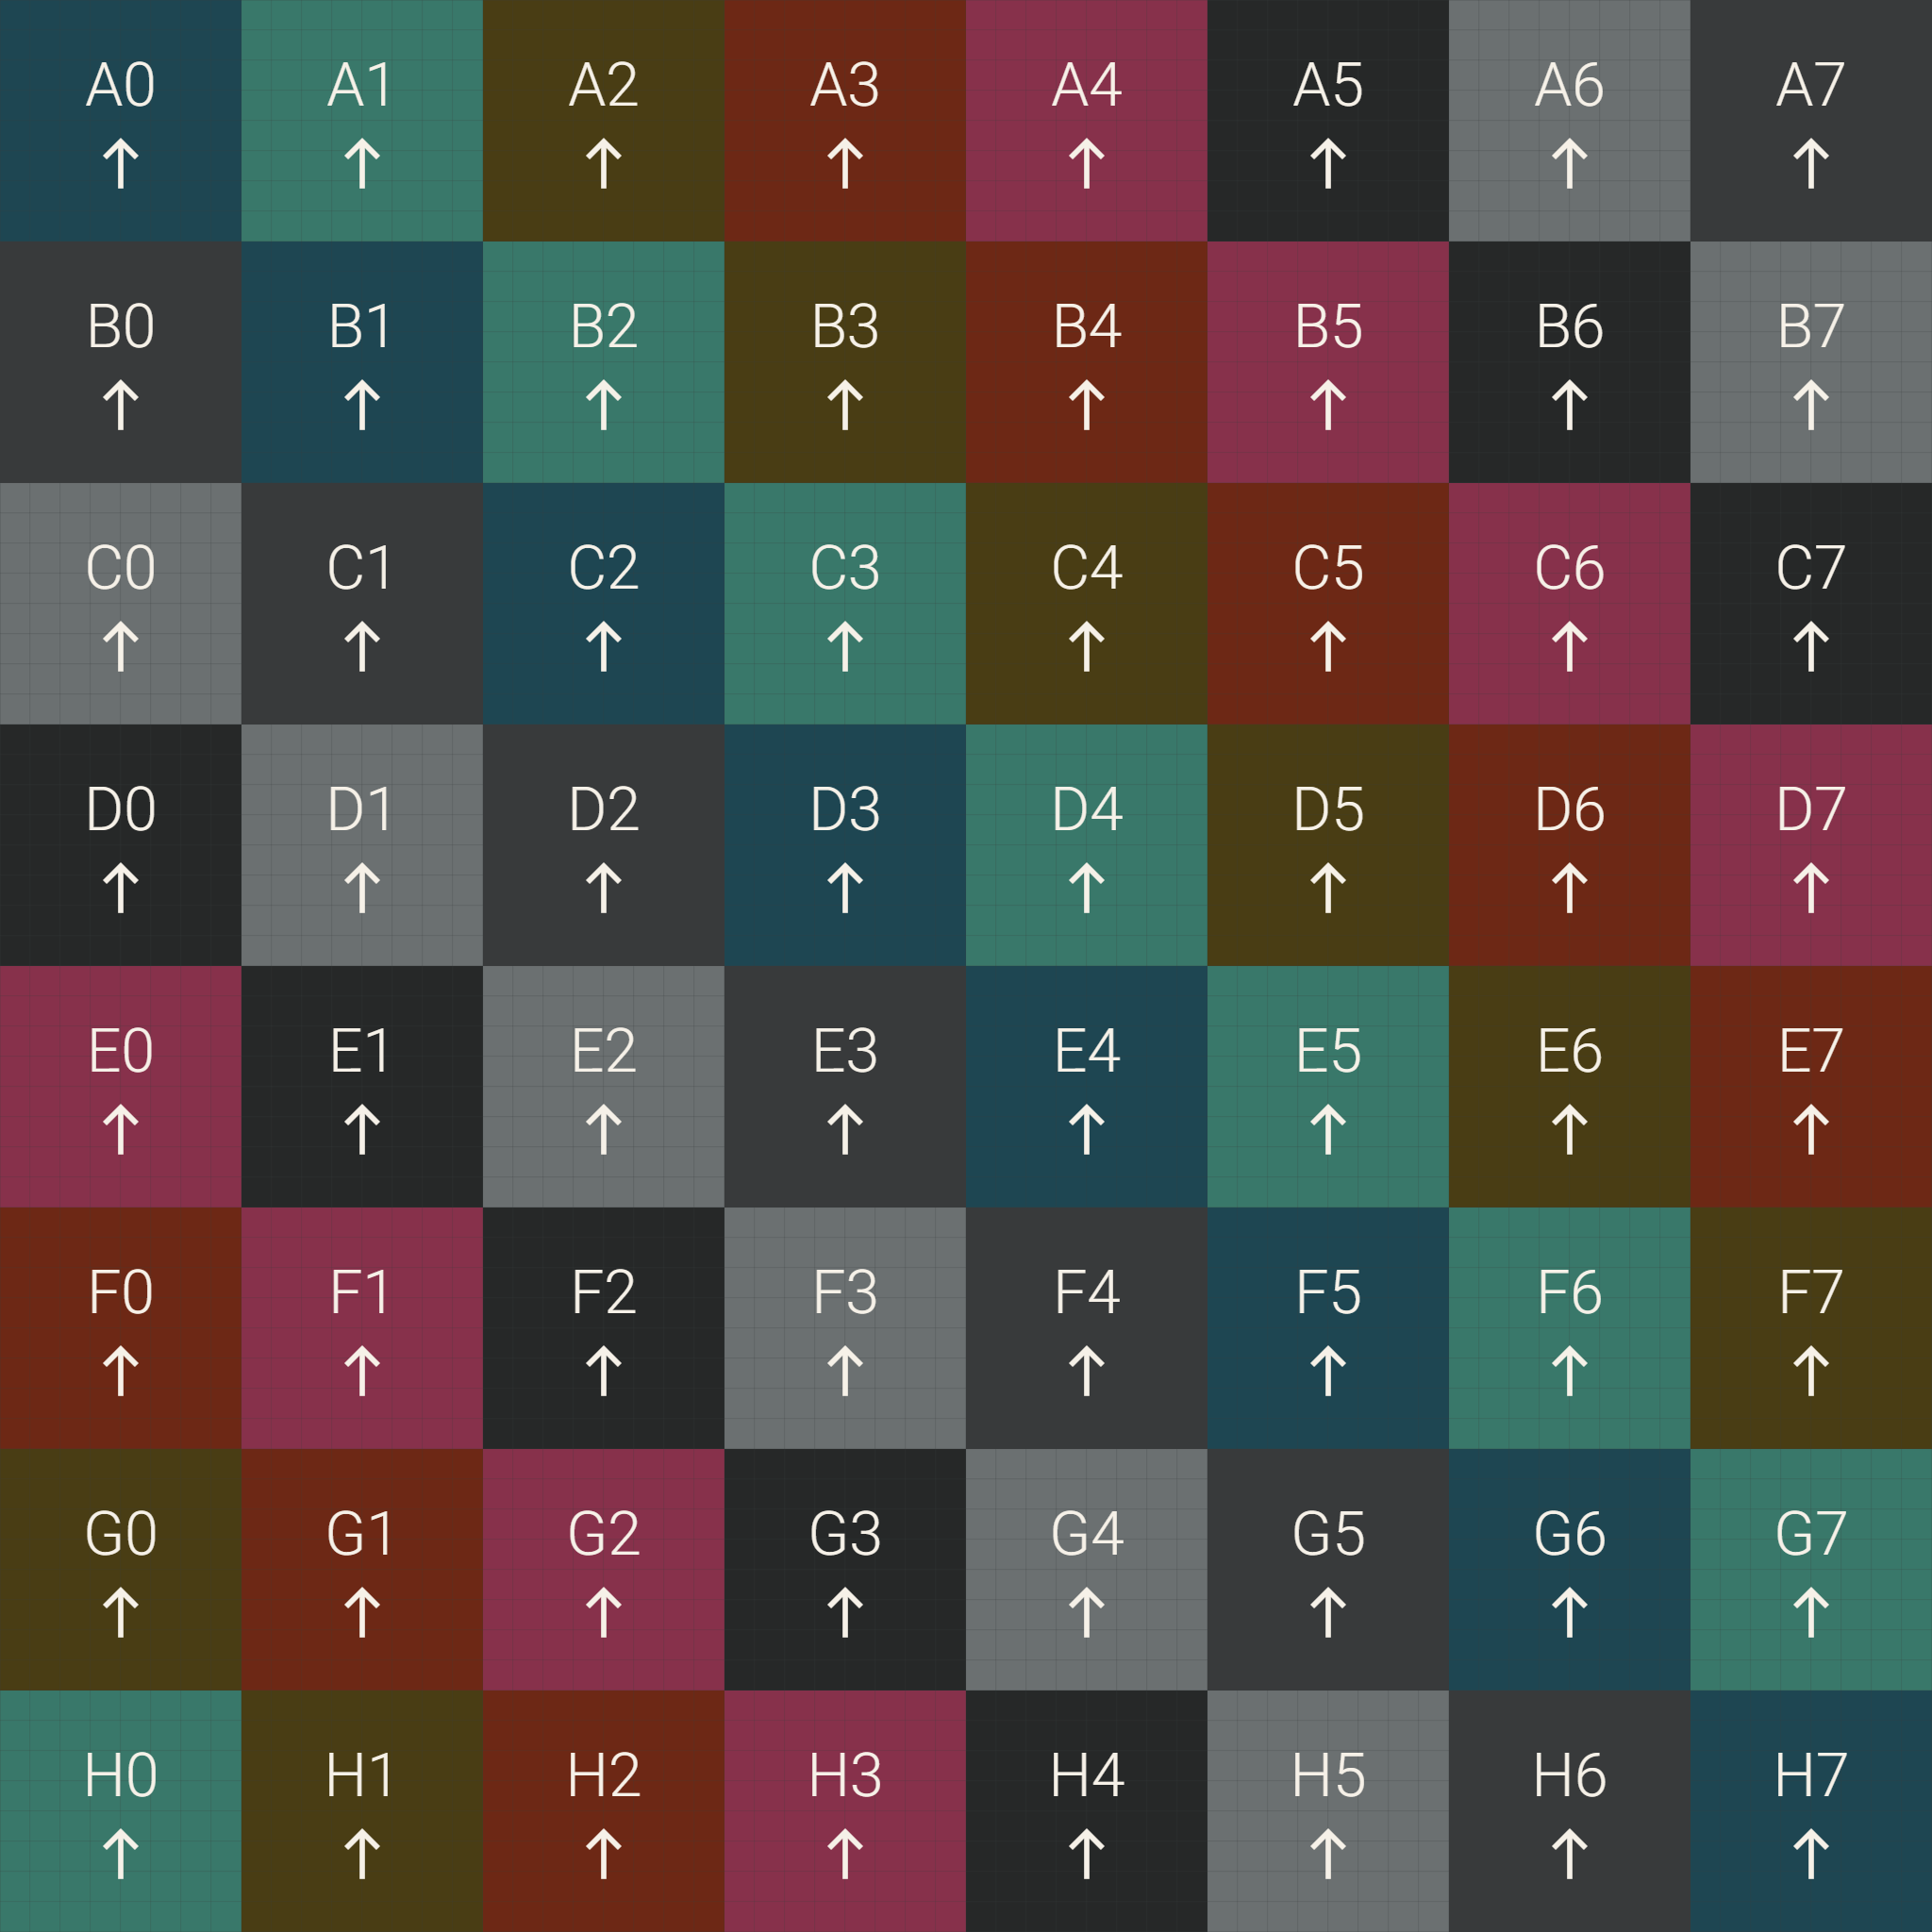 A0 A1 A2 A3 A4 A5 A6 A7
↑ ↑ ↑ ↑ ↑ ↑ ↑ ↑
B0 B1 B2 B3 B4 B5 B6 B7
↑ ↑ ↑ ↑ ↑ ↑ ↑ ↑
C0 C1 C2 C3 C4 C5 C6 C7
↑ ↑ ↑ ↑ ↑ ↑ ↑ ↑
D0 D1 D2 D3 D4 D5 D6 D7
↑ ↑ ↑ ↑ ↑ ↑ ↑ ↑
E0 E1 E2 E3 E4 E5 E6 E7
↑ ↑ ↑ ↑ ↑ ↑ ↑ ↑
F0 F1 F2 F3 F4 F5 F6 F7
↑ ↑ ↑ ↑ ↑ ↑ ↑ ↑
G0 G1 G2 G3 G4 G5 G6 G7
↑ ↑ ↑ ↑ ↑ ↑ ↑ ↑
H0 H1 H2 H3 H4 H5 H6 H7
↑ ↑ ↑ ↑ ↑ ↑ ↑ ↑